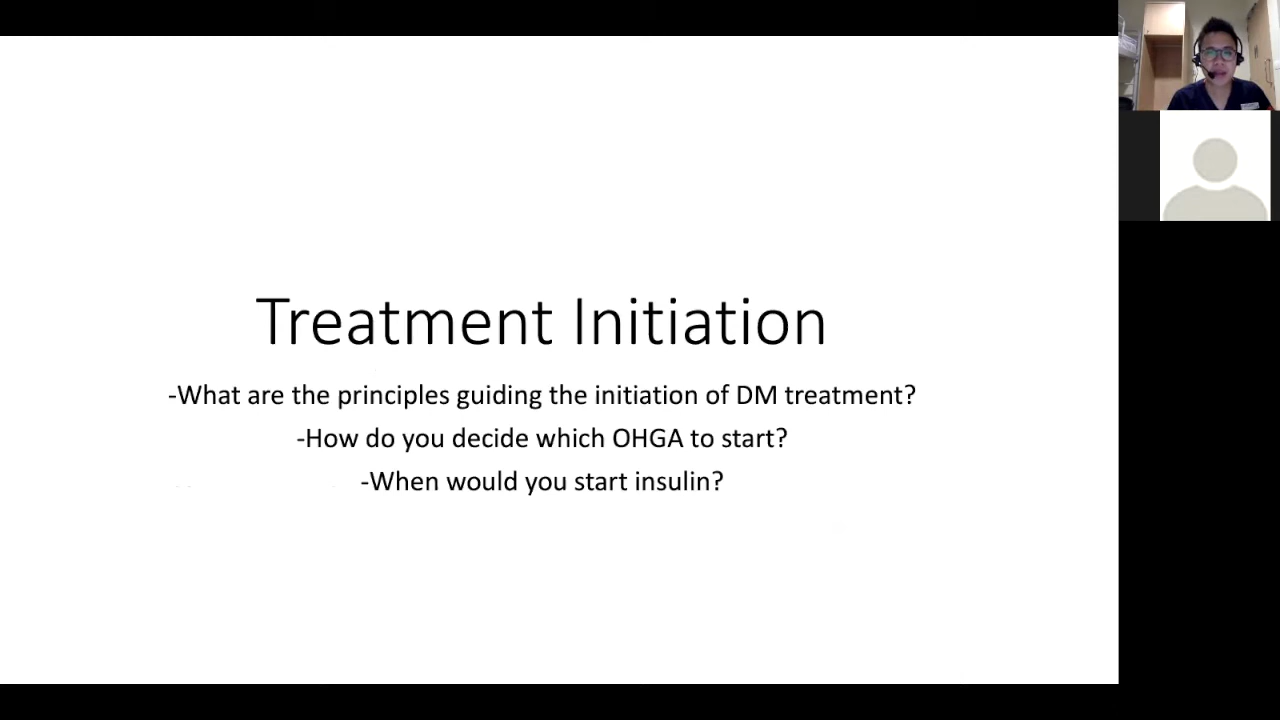 Treatment Initiation
-What are the principles guiding the initiation of DM treatment?
-How do you decide which OHGA to start?
-When would you start insulin?